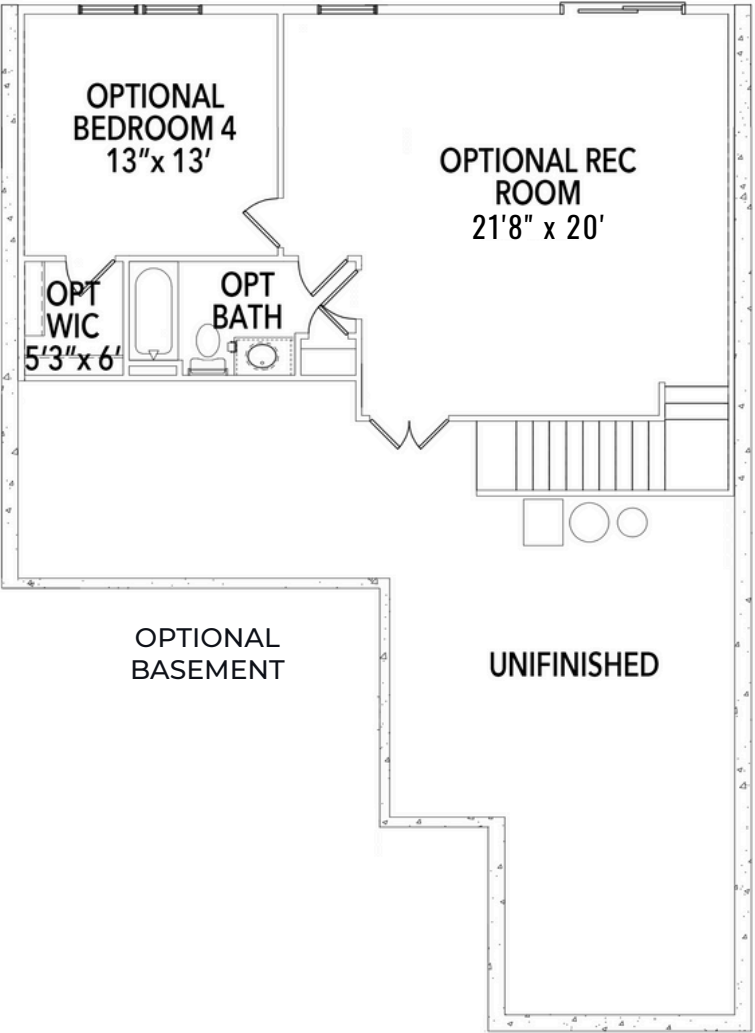 OPTIONAL
BEDROOM 4
13”x 13’
OPTIONAL REC
ROOM
21'8" x 20'
OPT
WIC
5’3”x 6’
OPT
BATH
OPTIONAL
BASEMENT
UNIFINISHED